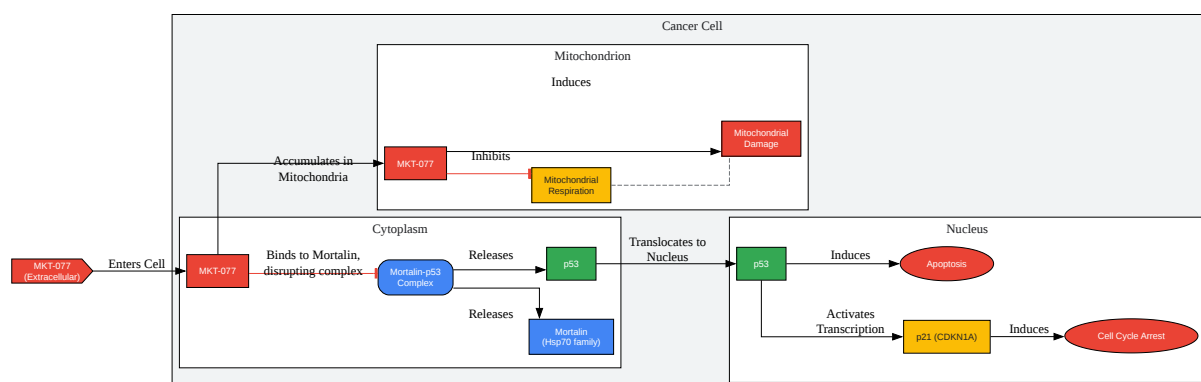 Cancer Cell
Mitochondrion
Induces
Mitochondrial
Damage
MKT-077
Inhibits
Mitochondrial
Respiration
Accumulates in
Mitochondria
Cytoplasm
Nucleus
MKT-077
(Extracellular)
Enters Cell
MKT-077
Binds to Mortalin,
disrupting complex
Mortalin-p53
Complex
Releases
p53
Releases
Mortalin
(Hsp70 family)
Translocates to
Nucleus
p53
Induces
Apoptosis
Activates
Transcription
p21 (CDKN1A)
Induces
Cell Cycle Arrest